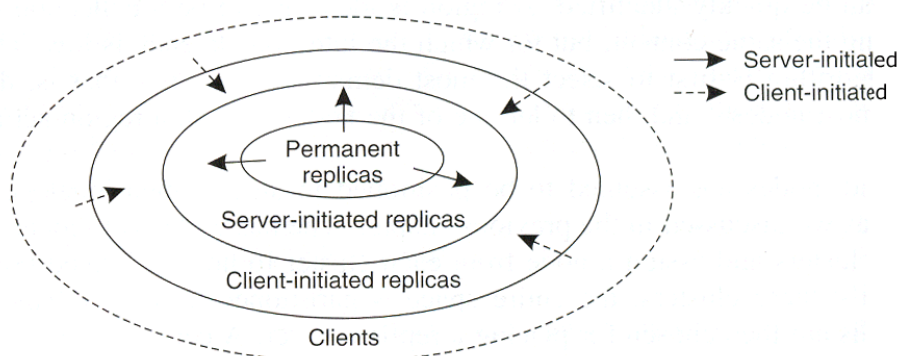 Server-initiated
Client-initiated
Permanent
replicas
Server-initiated replicas
Client-initiated replicas
Clients